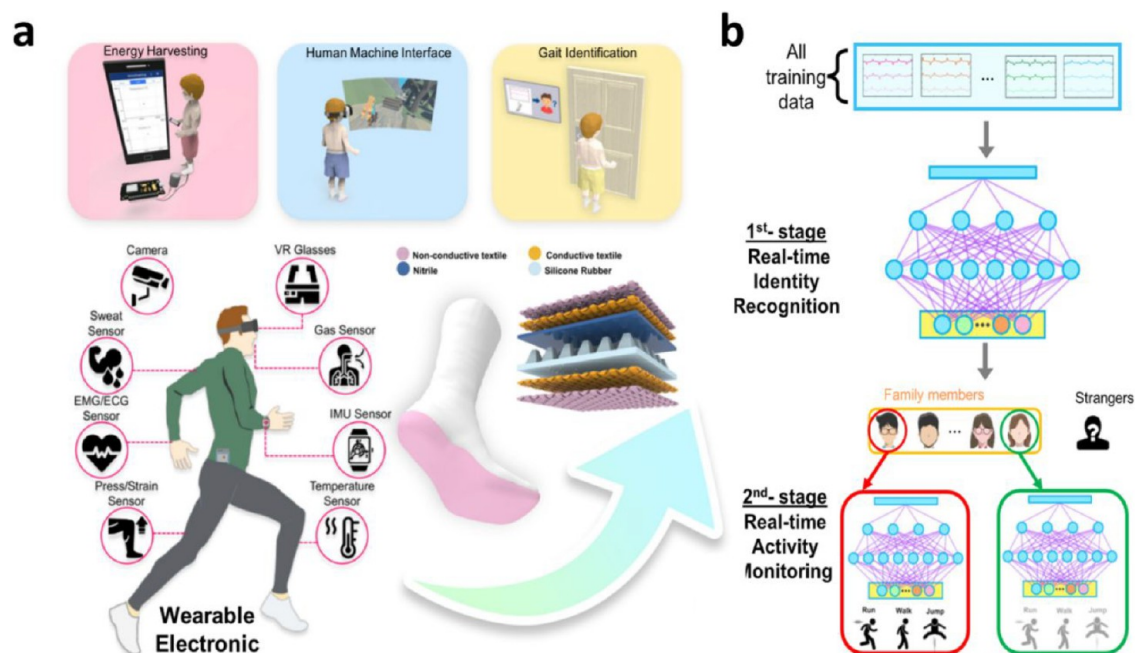 a
Energy Harvesting
Human Machine Interface
Gait Identification
Camera
VR Glasses
Sweat
Sensor
Gas Sensor
EMG/ECG
Sensor
IMU Sensor
Press/Strain
Sensor
Temperature
Sensor
Wearable
Electronic
Non-conductive textile
Conductive textile
Nitrile
Silicone Rubber
b
All
training
data
...
1st- stage
Real-time
Identity
Recognition
...
Family members
Strangers
...
?
2nd- stage
Real-time
Activity
Monitoring
...
Run
Walk
Jump
...
Run
Walk
Jump